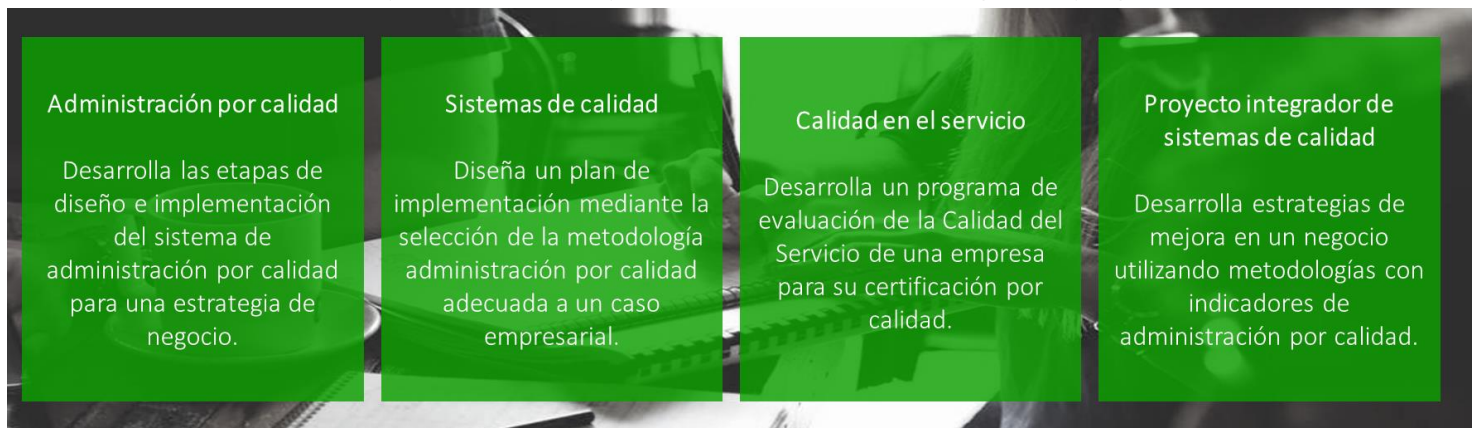 Administración por calidad
Desarrolla las etapas de
diseño e implementación
del sistema de
administración por calidad
para una estrategia de
negocio.
Sistemas de calidad
Diseña un plan de
implementación mediante la
selección de la metodología
administración por calidad
adecuada a un caso
empresarial.
Calidad en el servicio
Desarrolla un programa de
evaluación de la Calidad del
Servicio de una empresa
para su certificación por
calidad.
Proyecto integrador de
sistemas de calidad
Desarrolla estrategias de
mejora en un negocio
utilizando metodologías con
indicadores de
administración por calidad.